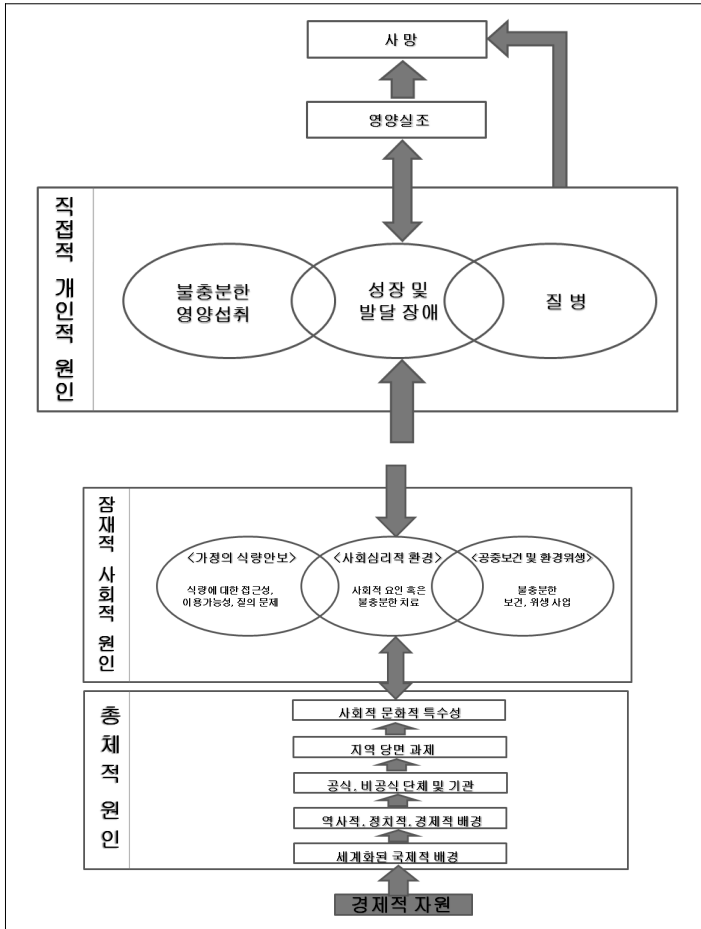 사 망
영양실조
직접적 개인적 원인
불충분한
영양섭취
성장 및
발달 장애
질 병
잠재적 사회적 원인
<가정의 식량안보>
식량에 대한 접근성,
이용가능성, 질의 문제
<사회심리적 환경>
사회적 요인 혹은
불충분한 치료
<공중보건 및 환경위생>
불충분한
보건, 위생 사업
총체적 원인
사회적 문화적 특수성
지역 당면 과제
공식, 비공식 단체 및 기관
역사적, 정치적, 경제적 배경
세계화된 국제적 배경
경제적 자원